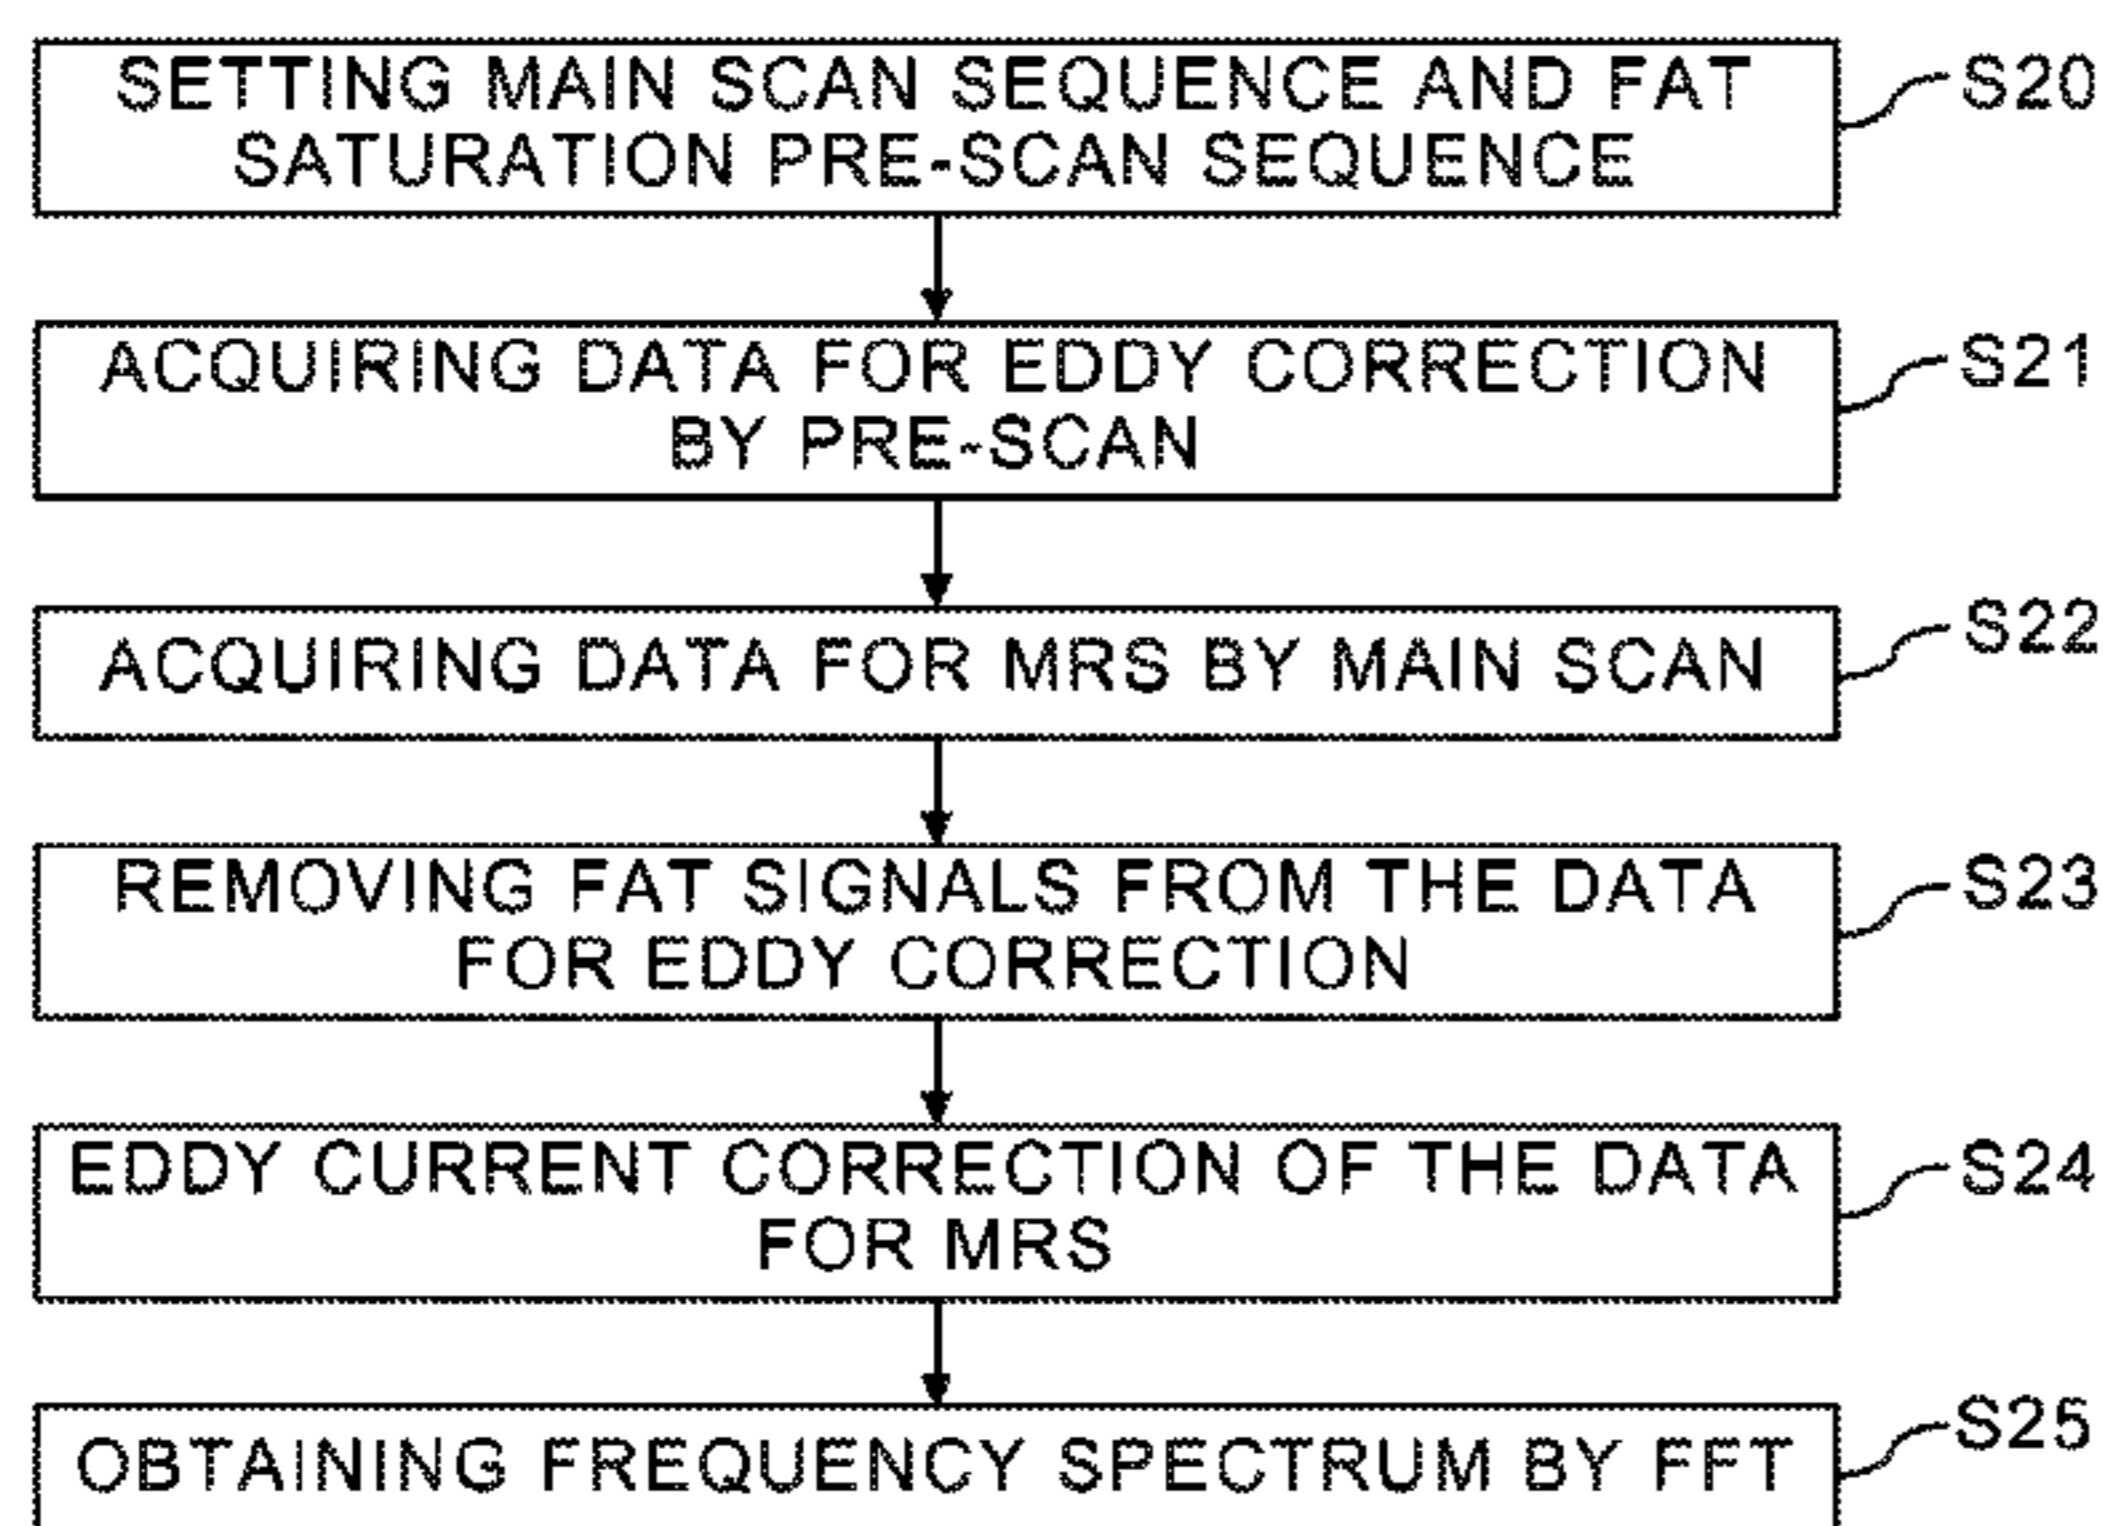 SETTING MAIN SCAN SEQUENCE AND FAT
SATURATION PRE-SCAN SEQUENCE
S20
ACQUIRING DATA FOR EDDY CORRECTION
BY PRE-SCAN
S21
ACQUIRING DATA FOR MRS BY MAIN SCAN
S22
REMOVING FAT SIGNALS FROM THE DATA
FOR EDDY CORRECTION
S23
EDDY CURRENT CORRECTION OF THE DATA
FOR MRS
S24
OBTAINING FREQUENCY SPECTRUM BY FFT
S25